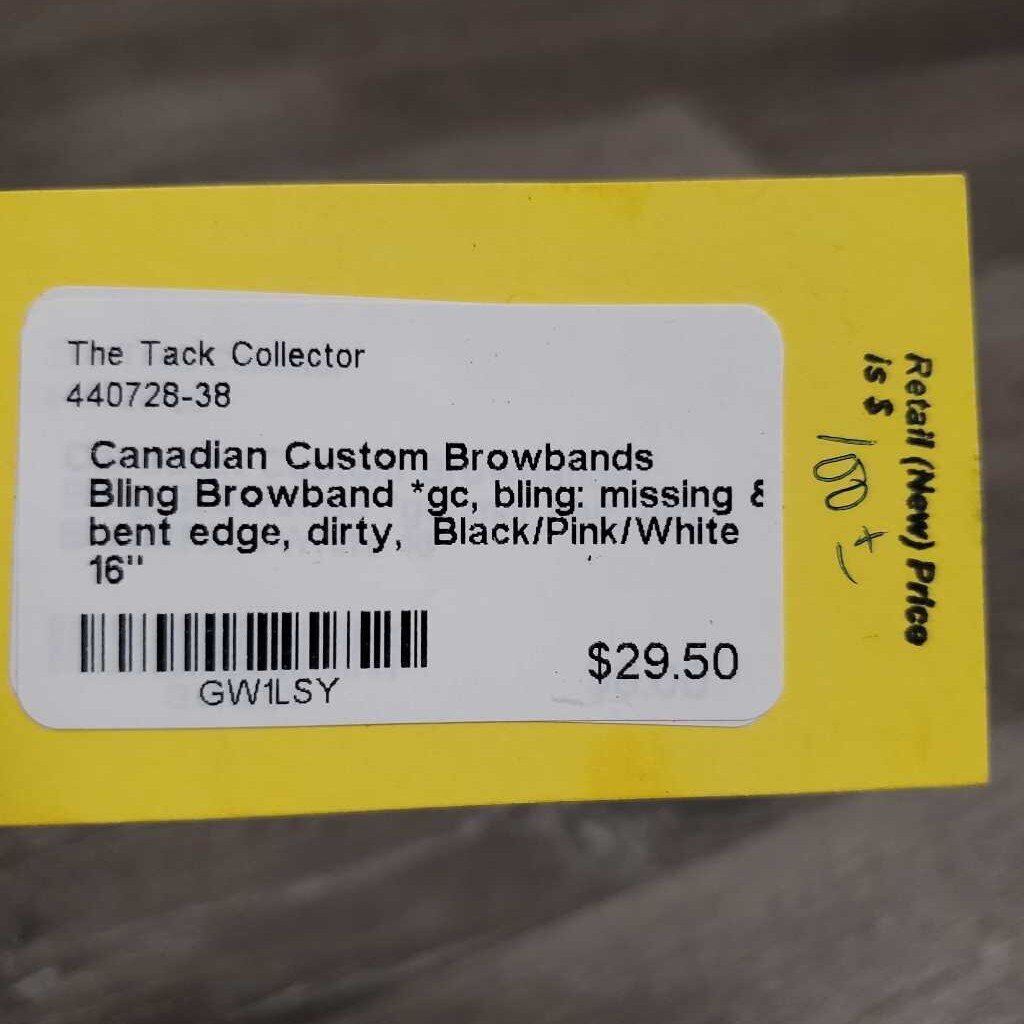 The Tack Collector
440728-38
Canadian Custom Browbands
Bling Browband *gc, bling: missing &
bent edge, dirty, Black/Pink/White
16"
GW1LSY
$29.50
Retail (New) Price
is $
100 +